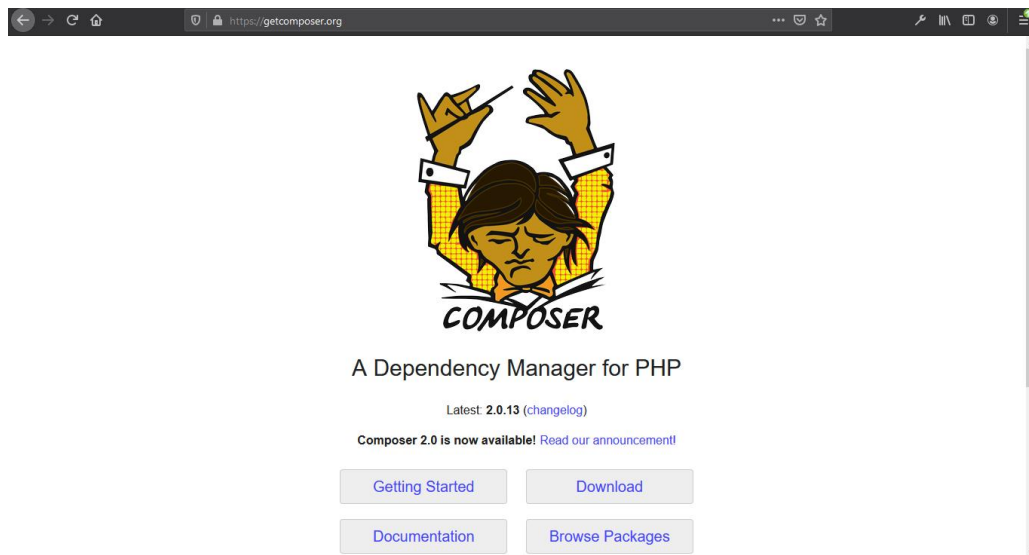 https://getcomposer.org
COMPOSER
A Dependency Manager for PHP
Latest: 2.0.13 (changelog)
Composer 2.0 is now available! Read our announcement!
Getting Started
Download
Documentation
Browse Packages